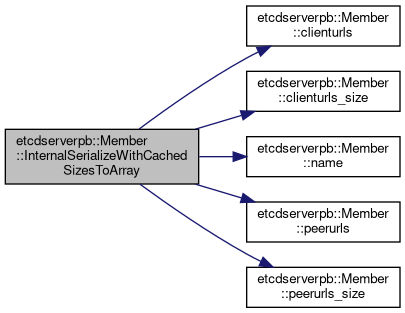 etcdserverpb::Member
::InternalSerializeWithCached
SizesToArray
etcdserverpb::Member
::clienturls
etcdserverpb::Member
::clienturls_size
etcdserverpb::Member
::name
etcdserverpb::Member
::peerurls
etcdserverpb::Member
::peerurls_size